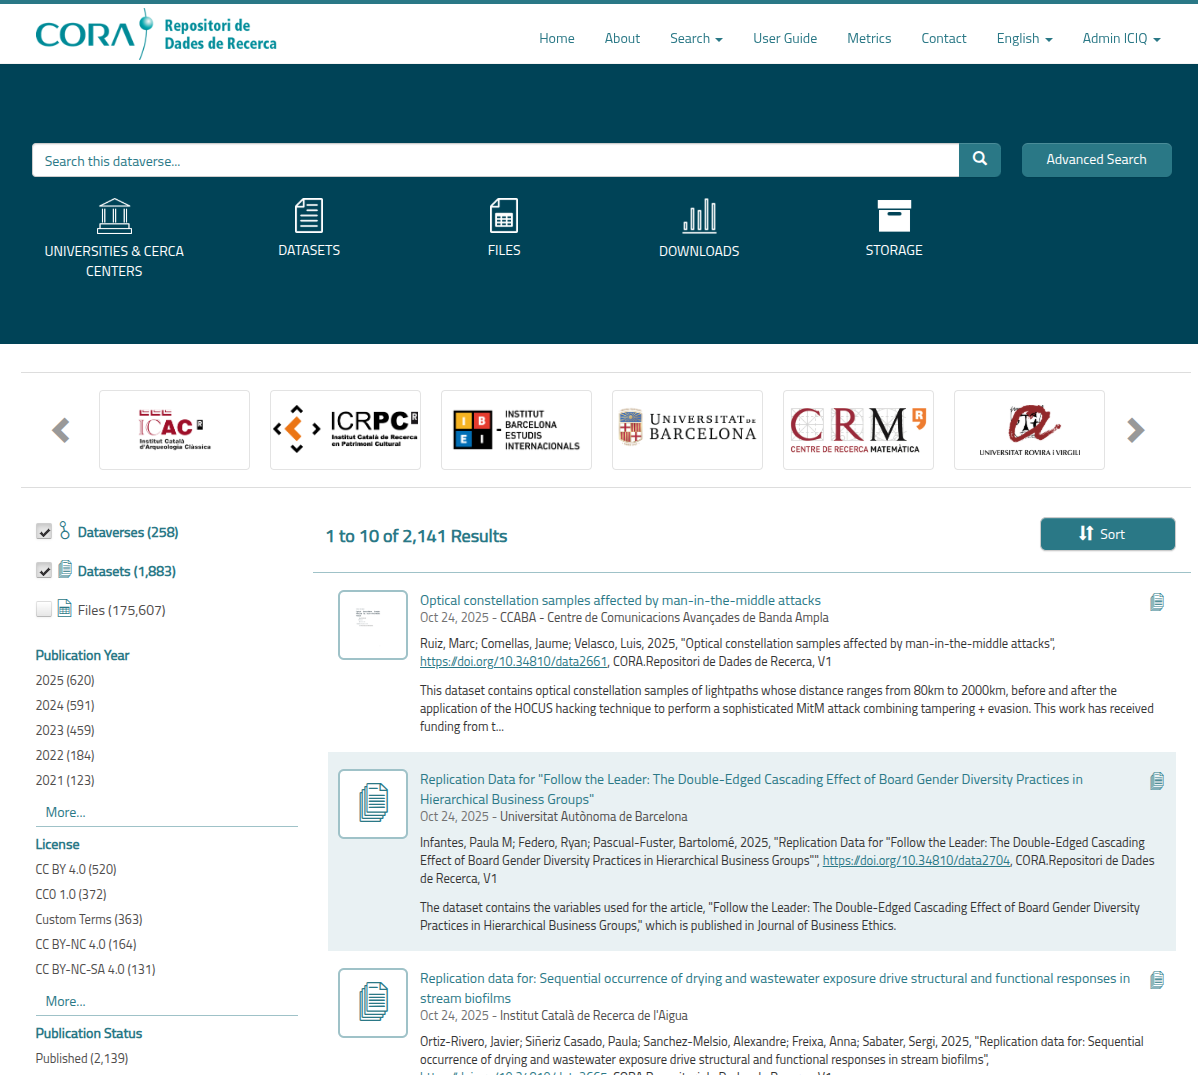 CORA
Repositori de
Dades de Recerca
Home
About
Search
User Guide
Metrics
Contact
English
Admin ICIQ
Search this dataverse...
Advanced Search
UNIVERSITIES & CERCA
CENTERS
DATASETS
FILES
DOWNLOADS
STORAGE
ICAC
Institut Català
d'Arqueologia Clàssica
ICRPC
Institut Català de Recerca
en Patrimoni Cultural
IB
EI
INSTITUT
BARCELONA
ESTUDIS
INTERNACIONALS
UNIVERSITAT DE
BARCELONA
CRM
CENTRE DE RECERCA MATEMÀTICA
UNIVERSITAT ROVIRA i VIRGILI
Dataverses (258)
Datasets (1,883)
Files (175,607)
Publication Year
2025 (620)
2024 (591)
2023 (459)
2022 (184)
2021 (123)
More...
License
CC BY 4.0 (520)
CC0 1.0 (372)
Custom Terms (363)
CC BY-NC 4.0 (164)
CC BY-NC-SA 4.0 (131)
More...
Publication Status
Published (2,139)
1 to 10 of 2,141 Results
Sort
Optical constellation samples affected by man-in-the-middle attacks
Oct 24, 2025 - CCABA - Centre de Comunicacions Avançades de Banda Ampla
Ruiz, Marc; Comellas, Jaume; Velasco, Luis, 2025, "Optical constellation samples affected by man-in-the-middle attacks",
https://doi.org/10.34810/data2661, CORA.Repositori de Dades de Recerca, V1
This dataset contains optical constellation samples of lightpaths whose distance ranges from 80km to 2000km, before and after the
application of the HOCUS hacking technique to perform a sophisticated MitM attack combining tampering + evasion. This work has received
funding from t...
Replication Data for "Follow the Leader: The Double-Edged Cascading Effect of Board Gender Diversity Practices in
Hierarchical Business Groups"
Oct 24, 2025 - Universitat Autònoma de Barcelona
Infantes, Paula M; Federo, Ryan; Pascual-Fuster, Bartolomé, 2025, "Replication Data for "Follow the Leader: The Double-Edged Cascading
Effect of Board Gender Diversity Practices in Hierarchical Business Groups"", https://doi.org/10.34810/data2704, CORA.Repositori de Dades
de Recerca, V1
The dataset contains the variables used for the article, "Follow the Leader: The Double-Edged Cascading Effect of Board Gender Diversity
Practices in Hierarchical Business Groups," which is published in Journal of Business Ethics.
Replication data for: Sequential occurrence of drying and wastewater exposure drive structural and functional responses in
stream biofilms
Oct 24, 2025 - Institut Català de Recerca de l'Aigua
Ortiz-Rivero, Javier; Siñeriz Casado, Paula; Sanchez-Melsio, Alexandre; Freixa, Anna; Sabater, Sergi, 2025, "Replication data for: Sequential
occurrence of drying and wastewater exposure drive structural and functional responses in stream biofilms",